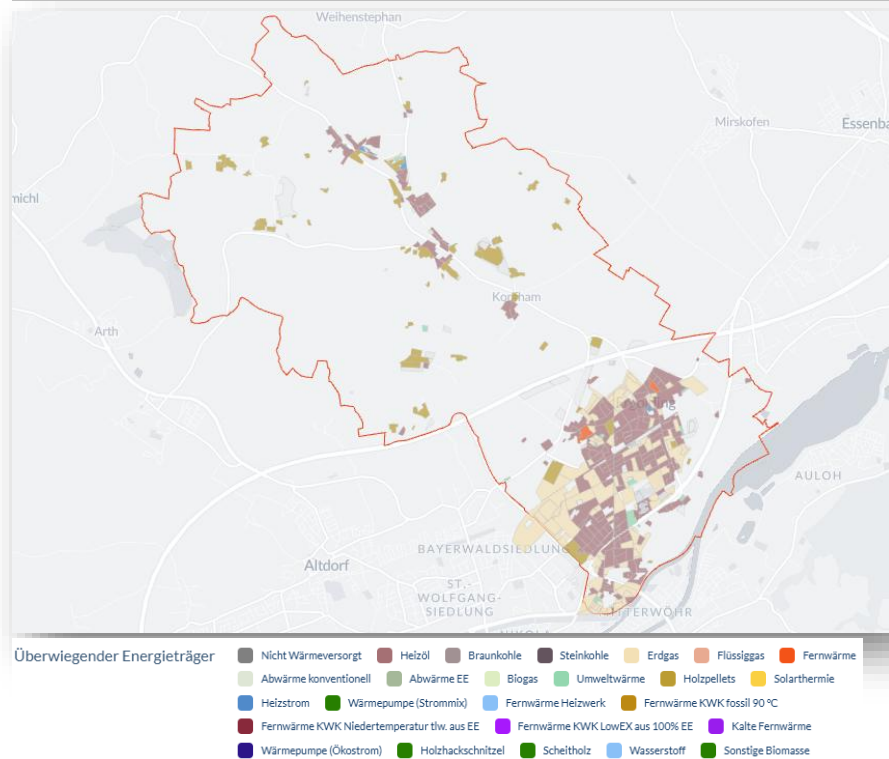 Weihenstephan
Mirskofen
Essenba
michl
Arth
AULOH
BAYERWALDSIEDLUNG
Altdorf
ST.-
WOLFGANG-
SIEDLUNG
NIKOLA
Überwiegender Energieträger
Nicht Wärmeversorgt Heizöl Braunkohle Steinkohle Erdgas Flüssiggas Fernwärme
Abwärme konventionell Abwärme EE Biogas Umweltwärme Holzpellets Solarthermie
Heizstrom Wärmepumpe (Strommix) Fernwärme Heizwerk Fernwärme KWK fossil 90 °C
Fernwärme KWK Niedertemperatur tlw. aus EE Fernwärme KWK LowEX aus 100% EE Kalte Fernwärme
Wärmepumpe (Ökostrom) Holzhackschnitzel Scheitholz Wasserstoff Sonstige Biomasse